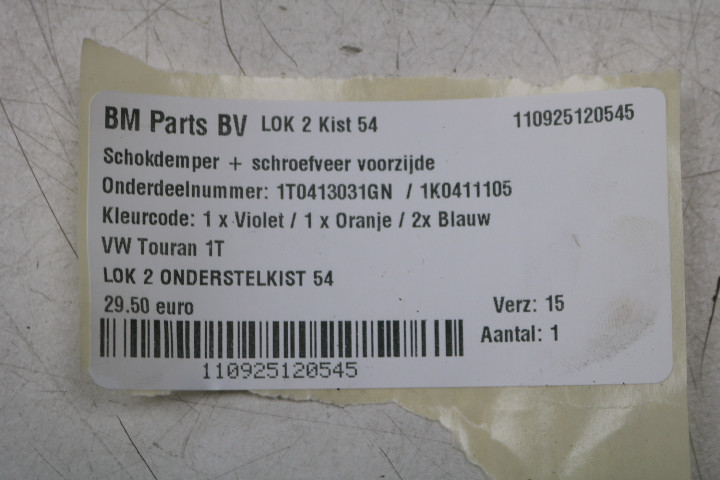 BM Parts BV LOK 2 Kist 54 110925120545
Schokdemper + schroefveer voorzijde
Onderdeelnummer: 1T0413031GN / 1K0411105
Kleurcode: 1 x Violet / 1 x Oranje / 2x Blauw
VW Touran 1T
LOK 2 ONDERSTELKIST 54
29.50 euro Verz: 15
Aantal: 1
110925120545